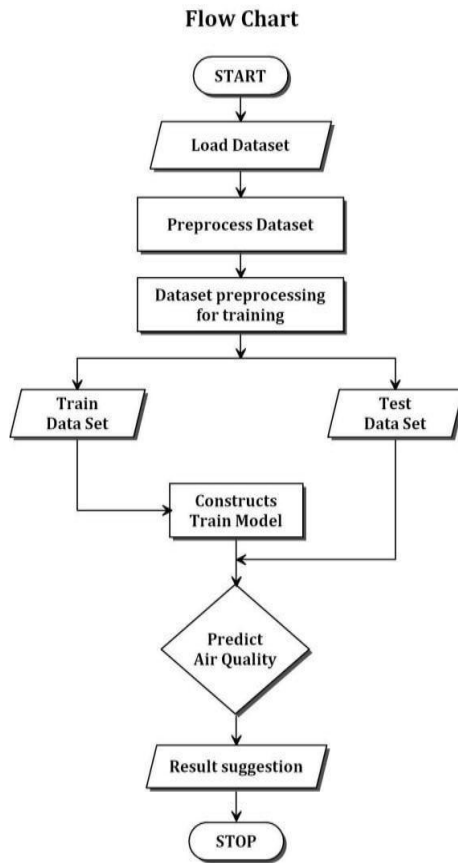 Flow Chart
START
Load Dataset
Preprocess Dataset
Dataset preprocessing
for training
Train
Data Set
Test
Data Set
Constructs
Train Model
Predict
Air Quality
Result suggestion
STOP